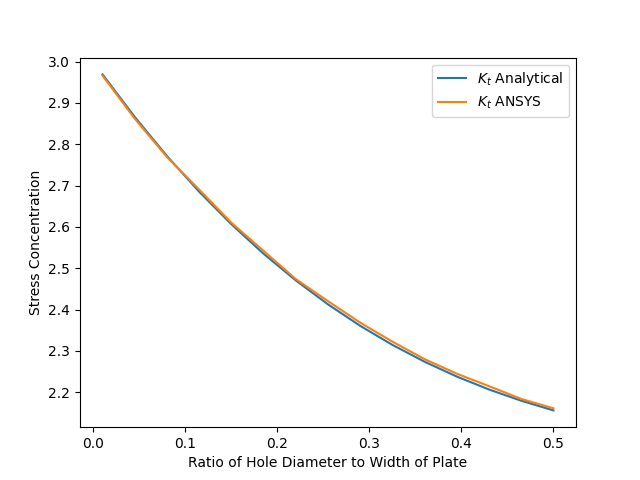 3.0
2.9
2.8
2.7
2.6
2.5
2.4
2.3
2.2
Stress Concentration
0.0 0.1 0.2 0.3 0.4 0.5
Ratio of Hole Diameter to Width of Plate
K_t Analytical
K_t ANSYS